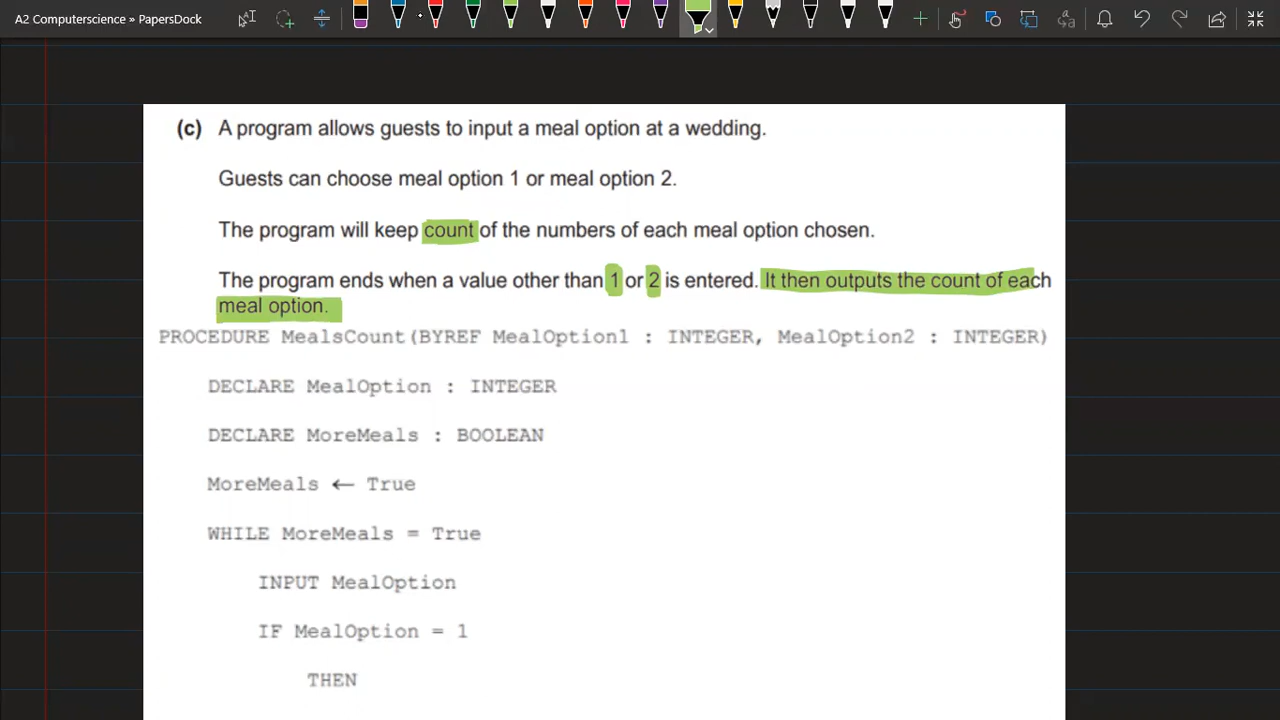 A2 Computerscience » PapersDock
(c) A program allows guests to input a meal option at a wedding.
Guests can choose meal option 1 or meal option 2.
The program will keep count of the numbers of each meal option chosen.
The program ends when a value other than 1 or 2 is entered. It then outputs the count of each
meal option.
PROCEDURE MealsCount(BYREF MealOption1 : INTEGER, MealOption2 : INTEGER)
DECLARE MealOption : INTEGER
DECLARE MoreMeals : BOOLEAN
MoreMeals ← True
WHILE MoreMeals = True
INPUT MealOption
IF MealOption = 1
THEN